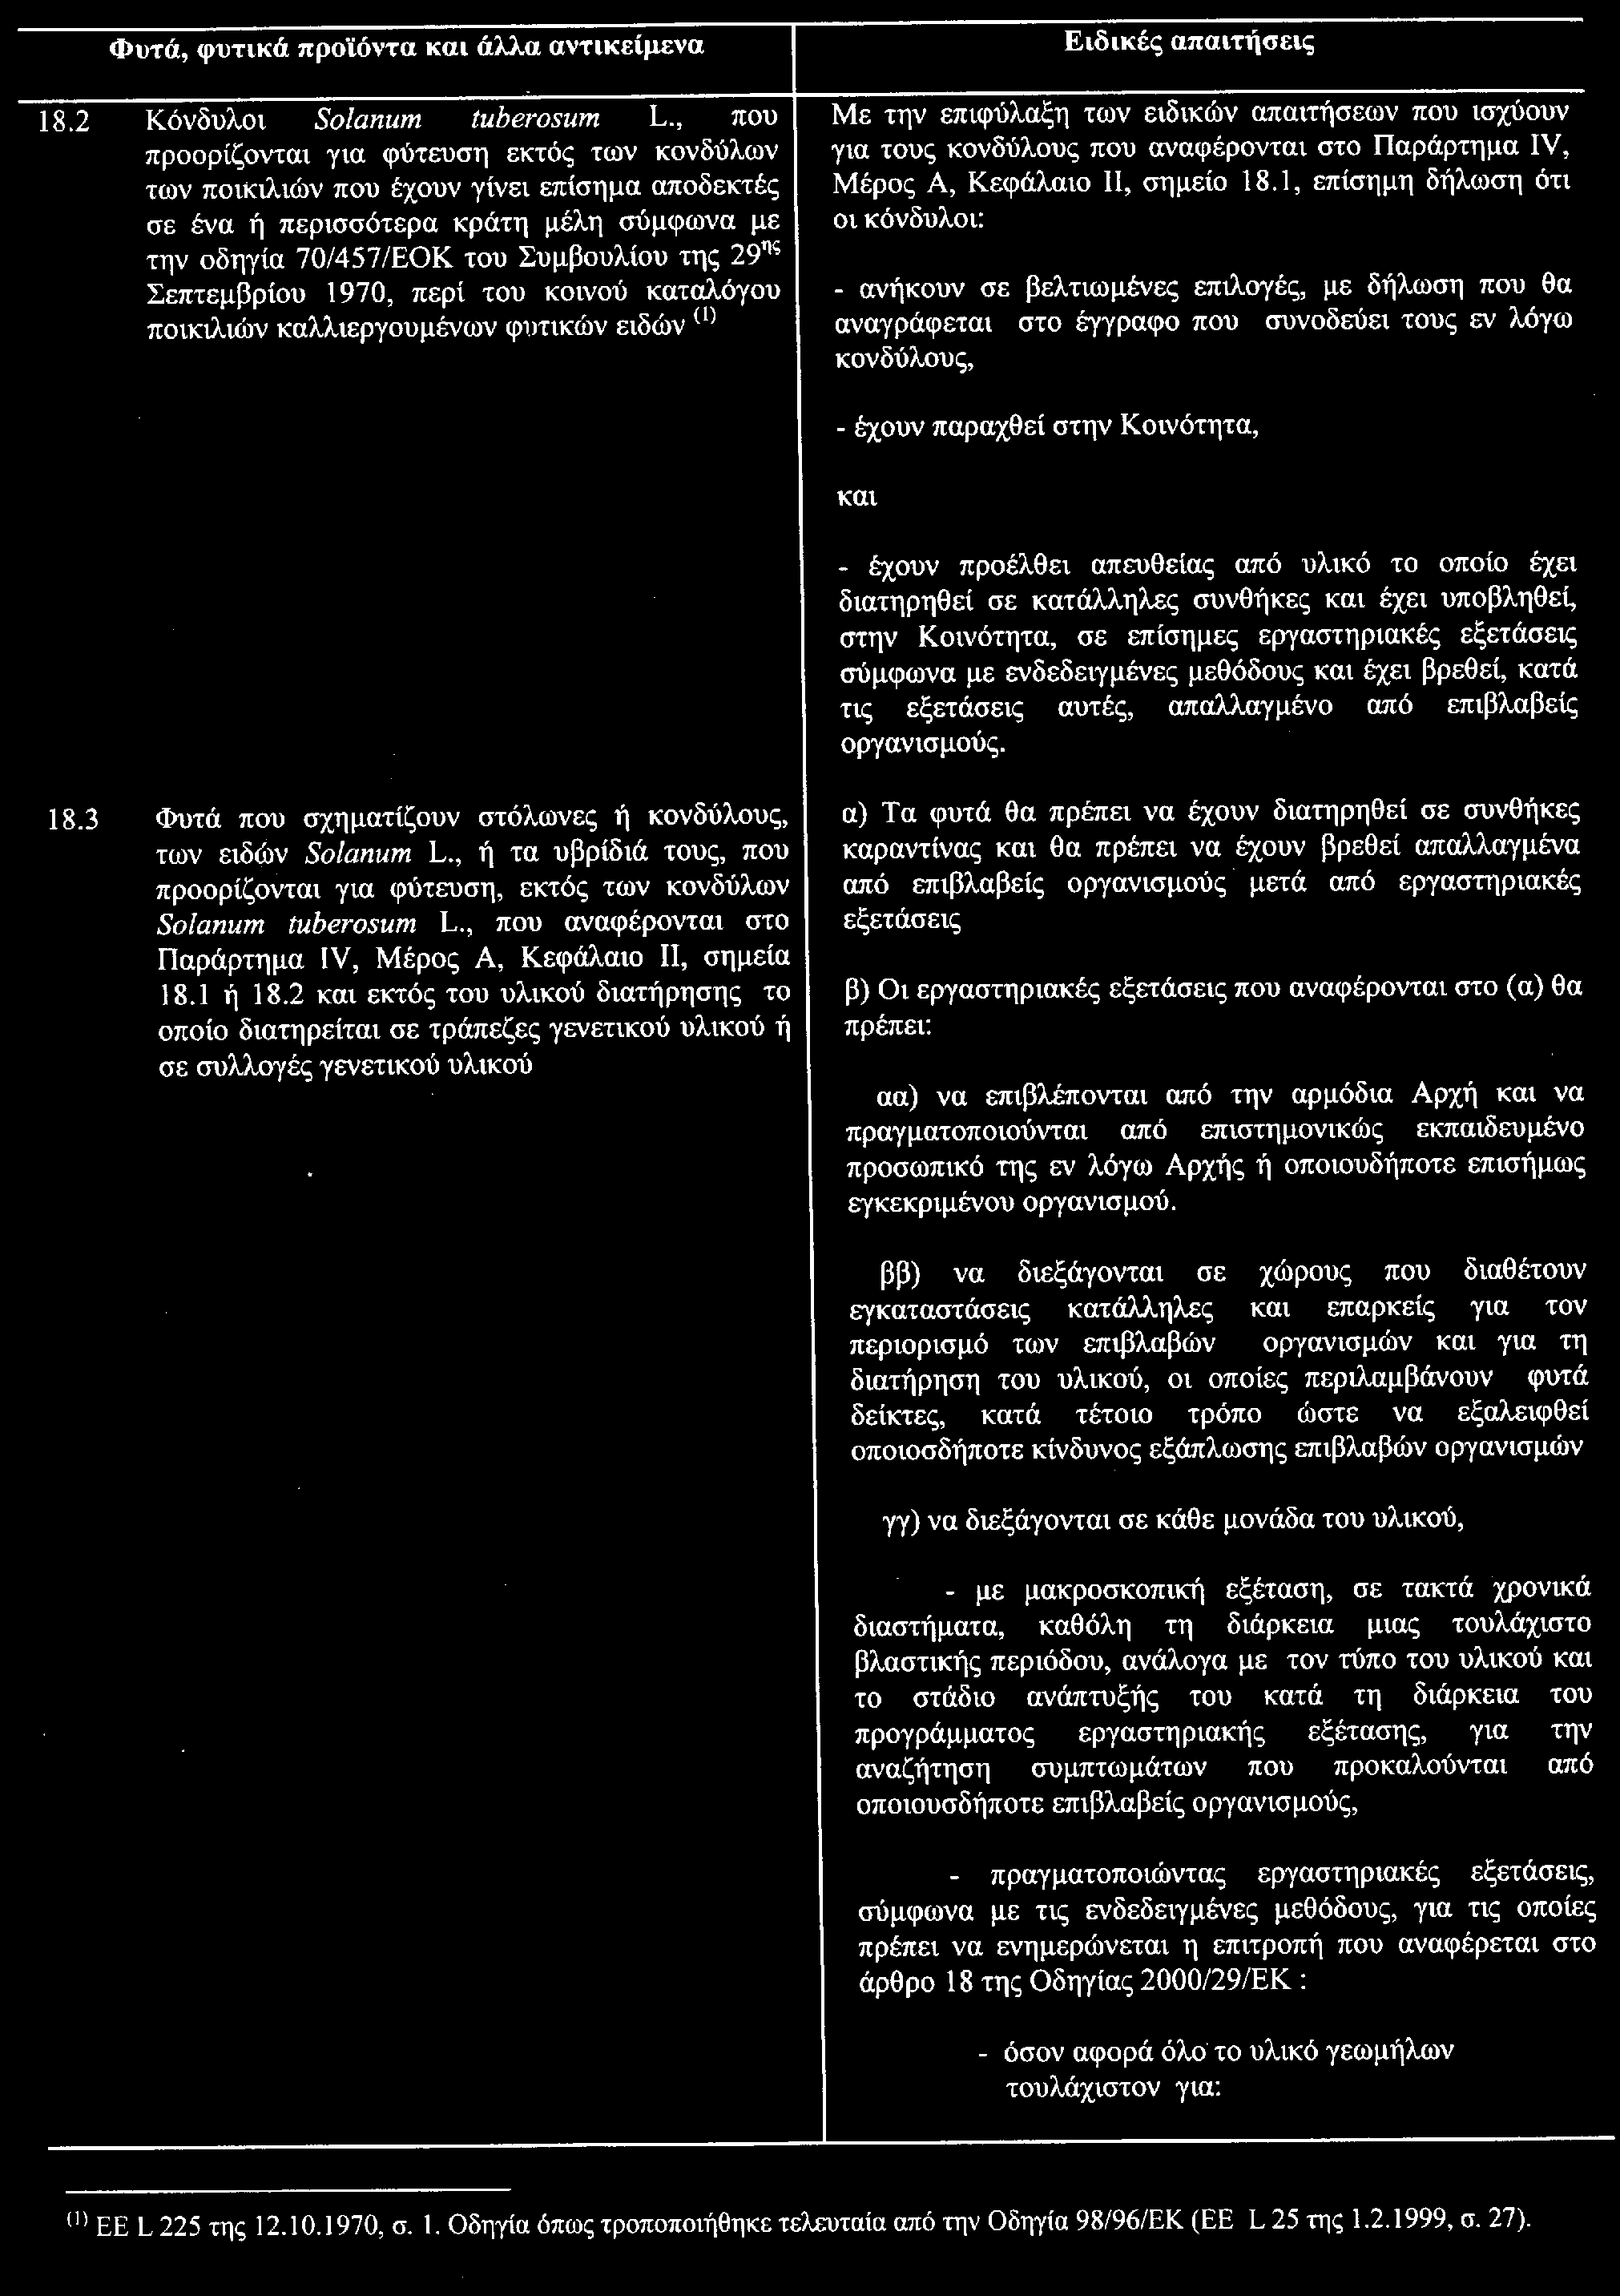 Φυτά, φυτικά προϊόντα και άλλα αντικείμενα
Ειδικές απαιτήσεις
18.2 Κόνδυλοι Solanum tuberosum L., που
προορίζονται για φύτευση εκτός των κονδύλων
των ποικιλιών που έχουν γίνει επίσημα αποδεκτές
σε ένα ή περισσότερα κράτη μέλη σύμφωνα με
την οδηγία 70/457/ΕΟΚ του Συμβουλίου της 29ης
Σεπτεμβρίου 1970, περί του κοινού καταλόγου
ποικιλιών καλλιεργουμένων φυτικών ειδών (1)
Με την επιφύλαξη των ειδικών απαιτήσεων που ισχύουν
για τους κονδύλους που αναφέρονται στο Παράρτημα IV,
Μέρος Α, Κεφάλαιο ΙΙ, σημείο 18.1, επίσημη δήλωση ότι
οι κόνδυλοι:
- ανήκουν σε βελτιωμένες επιλογές, με δήλωση που θα
αναγράφεται στο έγγραφο που συνοδεύει τους εν λόγω
κονδύλους,
- έχουν παραχθεί στην Κοινότητα,
και
- έχουν προέλθει απευθείας από υλικό το οποίο έχει
διατηρηθεί σε κατάλληλες συνθήκες και έχει υποβληθεί,
στην Κοινότητα, σε επίσημες εργαστηριακές εξετάσεις
σύμφωνα με ενδεδειγμένες μεθόδους και έχει βρεθεί, κατά
τις εξετάσεις αυτές, απαλλαγμένο από επιβλαβείς
οργανισμούς.
18.3 Φυτά που σχηματίζουν στόλωνες ή κονδύλους,
των ειδών Solanum L., ή τα υβρίδιά τους, που
προορίζονται για φύτευση, εκτός των κονδύλων
Solanum tuberosum L., που αναφέρονται στο
Παράρτημα IV, Μέρος Α, Κεφάλαιο ΙΙ, σημεία
18.1 ή 18.2 και εκτός του υλικού διατήρησης το
οποίο διατηρείται σε τράπεζες γενετικού υλικού ή
σε συλλογές γενετικού υλικού
α) Τα φυτά θα πρέπει να έχουν διατηρηθεί σε συνθήκες
καραντίνας και θα πρέπει να έχουν βρεθεί απαλλαγμένα
από επιβλαβείς οργανισμούς μετά από εργαστηριακές
εξετάσεις
β) Οι εργαστηριακές εξετάσεις που αναφέρονται στο (α) θα
πρέπει:
αα) να επιβλέπονται από την αρμόδια Αρχή και να
πραγματοποιούνται από επιστημονικώς εκπαιδευμένο
προσωπικό της εν λόγω Αρχής ή οποιουδήποτε επισήμως
εγκεκριμένου οργανισμού.
ββ) να διεξάγονται σε χώρους που διαθέτουν
εγκαταστάσεις κατάλληλες και επαρκείς για τον
περιορισμό των επιβλαβών οργανισμών και για τη
διατήρηση του υλικού, οι οποίες περιλαμβάνουν φυτά
δείκτες, κατά τέτοιο τρόπο ώστε να εξαλειφθεί
οποιοσδήποτε κίνδυνος εξάπλωσης επιβλαβών οργανισμών
γγ) να διεξάγονται σε κάθε μονάδα του υλικού,
- με μακροσκοπική εξέταση, σε τακτά χρονικά
διαστήματα, καθόλη τη διάρκεια μιας τουλάχιστο
βλαστικής περιόδου, ανάλογα με τον τύπο του υλικού και
το στάδιο ανάπτυξής του κατά τη διάρκεια του
προγράμματος εργαστηριακής εξέτασης, για την
αναζήτηση συμπτωμάτων που προκαλούνται από
οποιουσδήποτε επιβλαβείς οργανισμούς,
- πραγματοποιώντας εργαστηριακές εξετάσεις,
σύμφωνα με τις ενδεδειγμένες μεθόδους, για τις οποίες
πρέπει να ενημερώνεται η επιτροπή που αναφέρεται στο
άρθρο 18 της Οδηγίας 2000/29/ΕΚ :
- όσον αφορά όλο το υλικό γεωμήλων
τουλάχιστον για:
(1) ΕΕ L 225 της 12.10.1970, σ. 1. Οδηγία όπως τροποποιήθηκε τελευταία από την Οδηγία 98/96/ΕΚ (ΕΕ L 25 της 1.2.1999, σ. 27).